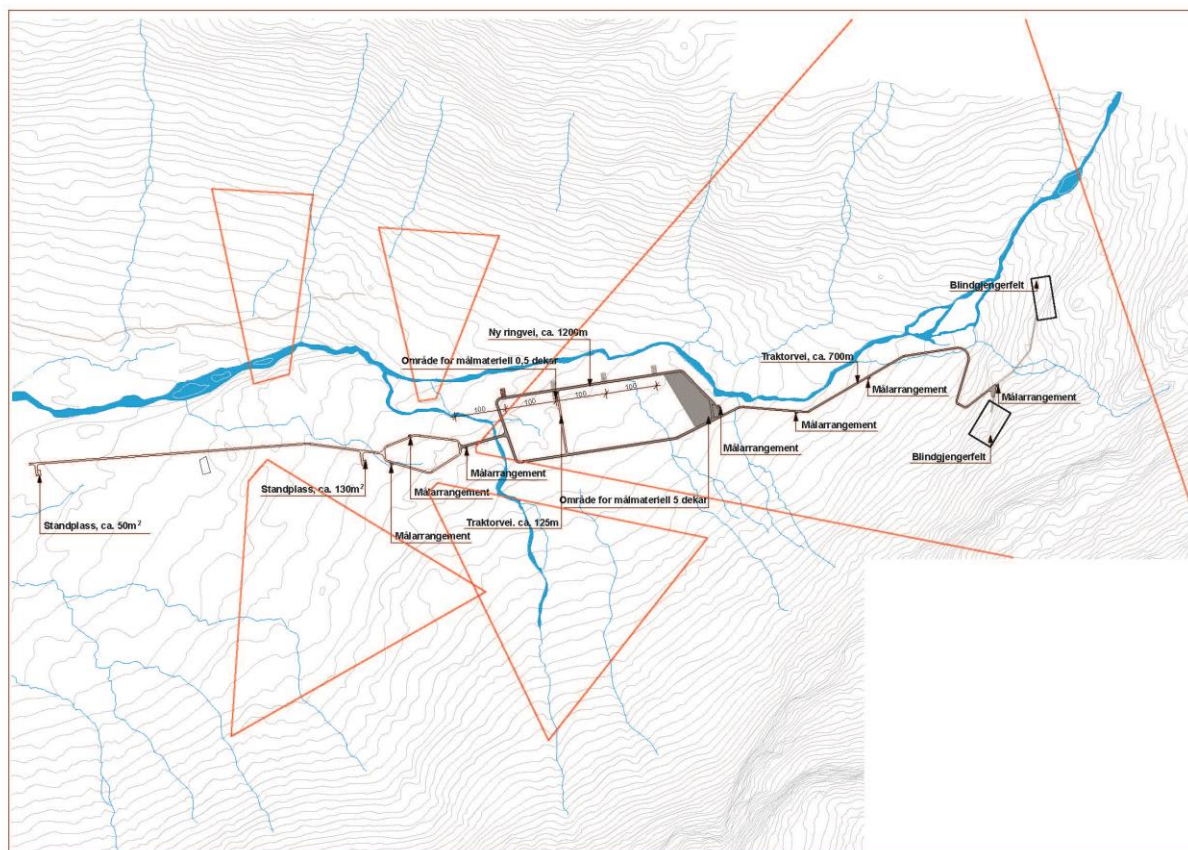 Blindgjengerfelt
Ny ringvei, ca. 1200m
Område for målmateriell 0,5 dekar
Traktorvei, ca. 700m
Målarrangement
Målarrangement
100
100
100
100
Målarrangement
Målarrangement
Blindgjengerfelt
Målarrangement
Målarrangement
Standplass, ca. 130m²
Område for målmateriell 5 dekar
Standplass, ca. 50m²
Traktorvei. ca. 125m
Målarrangement